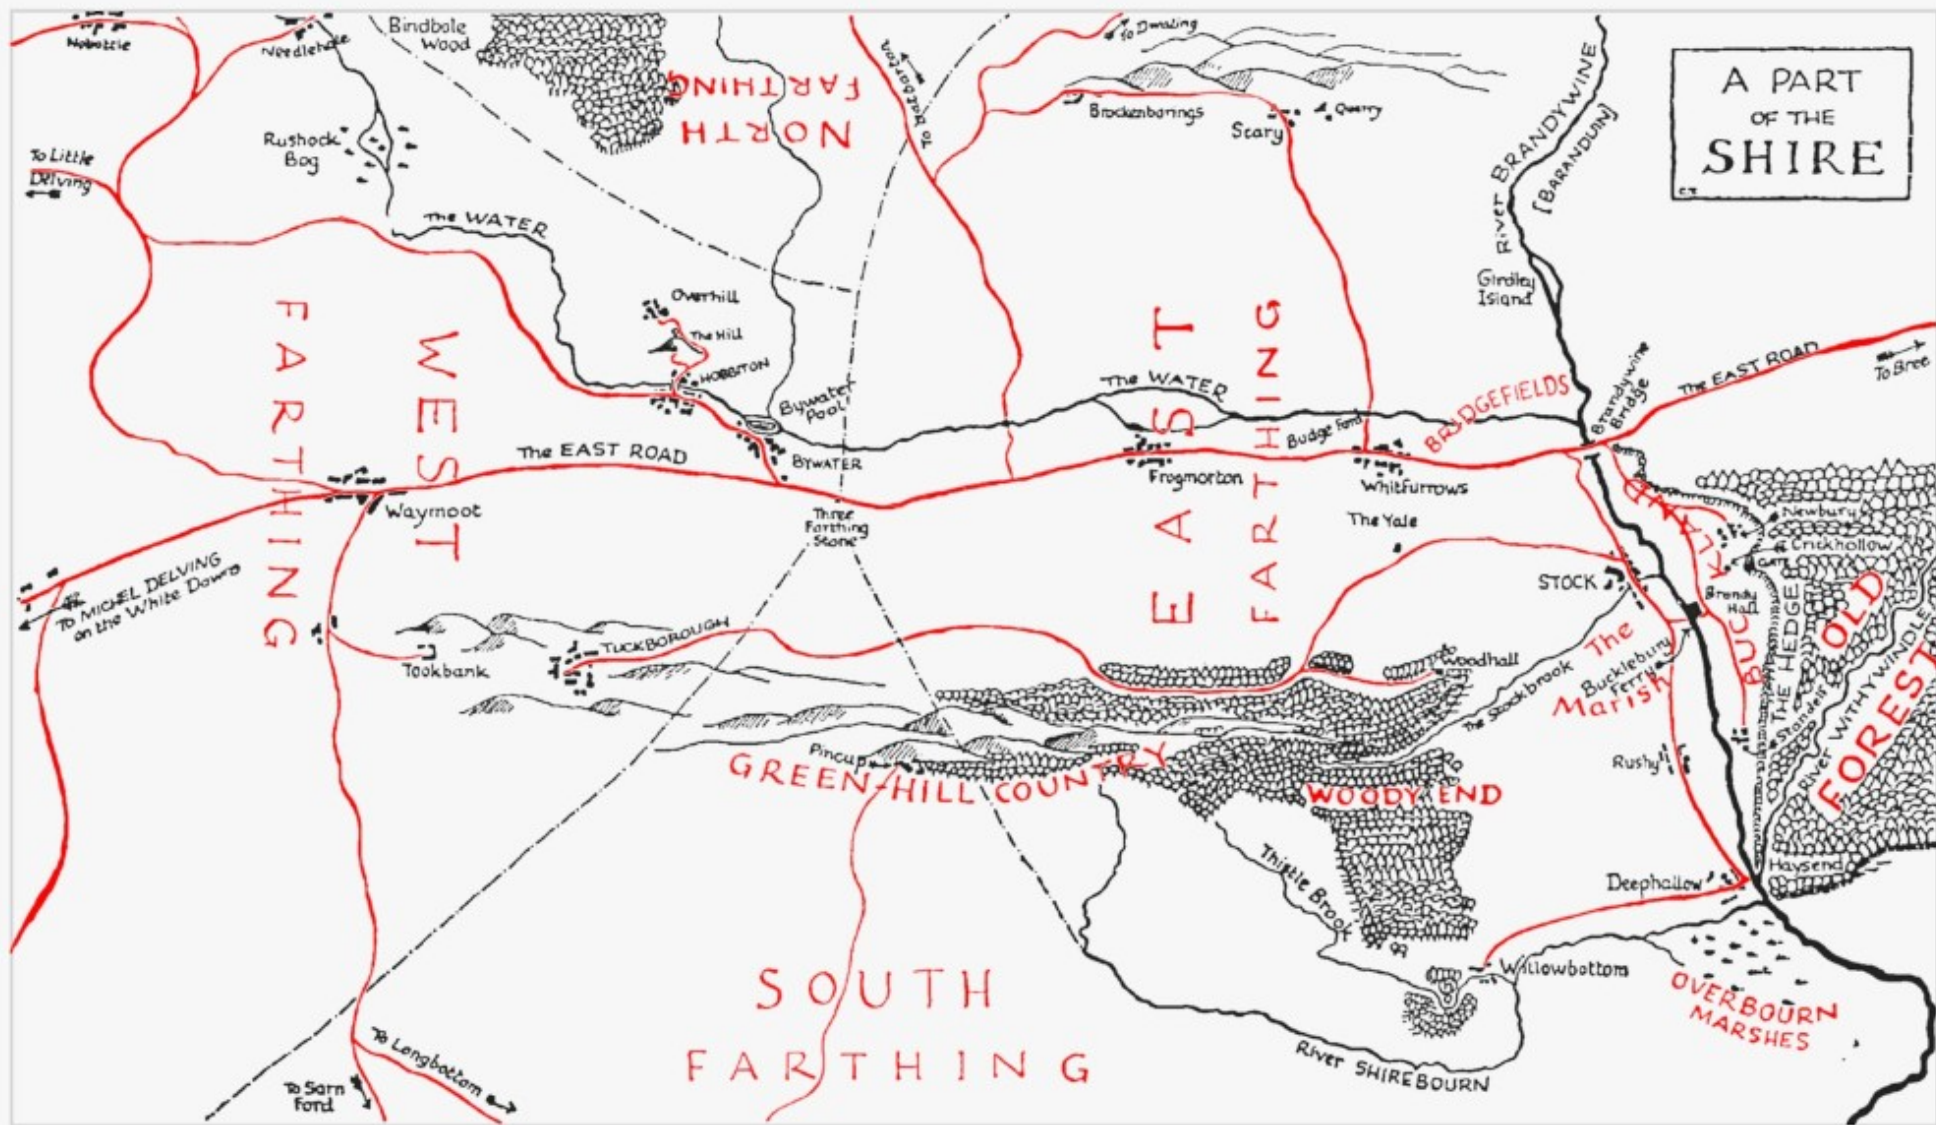 A PART
OF THE
SHIRE
C.T.
Nobottle
Needlehole
Bindbale
Wood
NORTH
FARTHING
To Oatbarton
To Dwaling
Brockenborings
Scary
Quarry
River BRANDYWINE
[BARANDUIN]
Girdley
Island
Rushock
Bog
To Little
Delving
The WATER
Overhill
The Hill
HOBBITON
Bywater
Pool
BYWATER
The WATER
EAST
FARTHING
WEST
FARTHING
The EAST ROAD
Waymoot
Three
Farthing
Stone
Frogmorton
Budge Ford
Whitfurrows
BRIDGEFIELDS
Brandywine
Bridge
The EAST ROAD
To Bree
The Yale
STOCK
BUCKLAND
Newbury
Crickhollow
GATE
Brandy
Hall
THE HEDGE
Standelf
OLD
FOREST
River WITHYWINDLE
To MICHEL DELVING
on the White Downs
Tookbank
TUCKBOROUGH
Woodhall
The Stockbrook
The
Marish
Bucklebury
Ferry
Pincup
GREEN-HILL COUNTRY
WOODY END
Rushy
Haysend
Deephallow
Thistle Brook
Willowbottom
OVERBOURN
MARSHES
SOUTH
FARTHING
River SHIREBOURN
To Longbottom
To Sarn
Ford